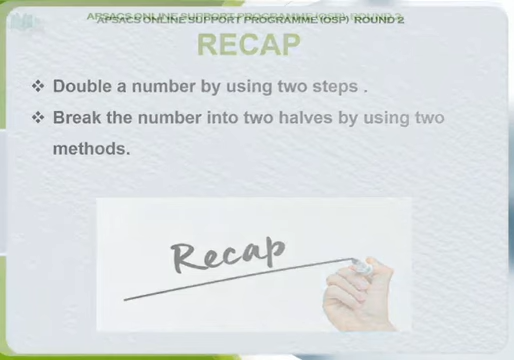 APSACS ONLINE SUPPORT PROGRAMME (OSP) ROUND 2
RECAP
❖ Double a number by using two steps .
❖ Break the number into two halves by using two
methods.
Recap